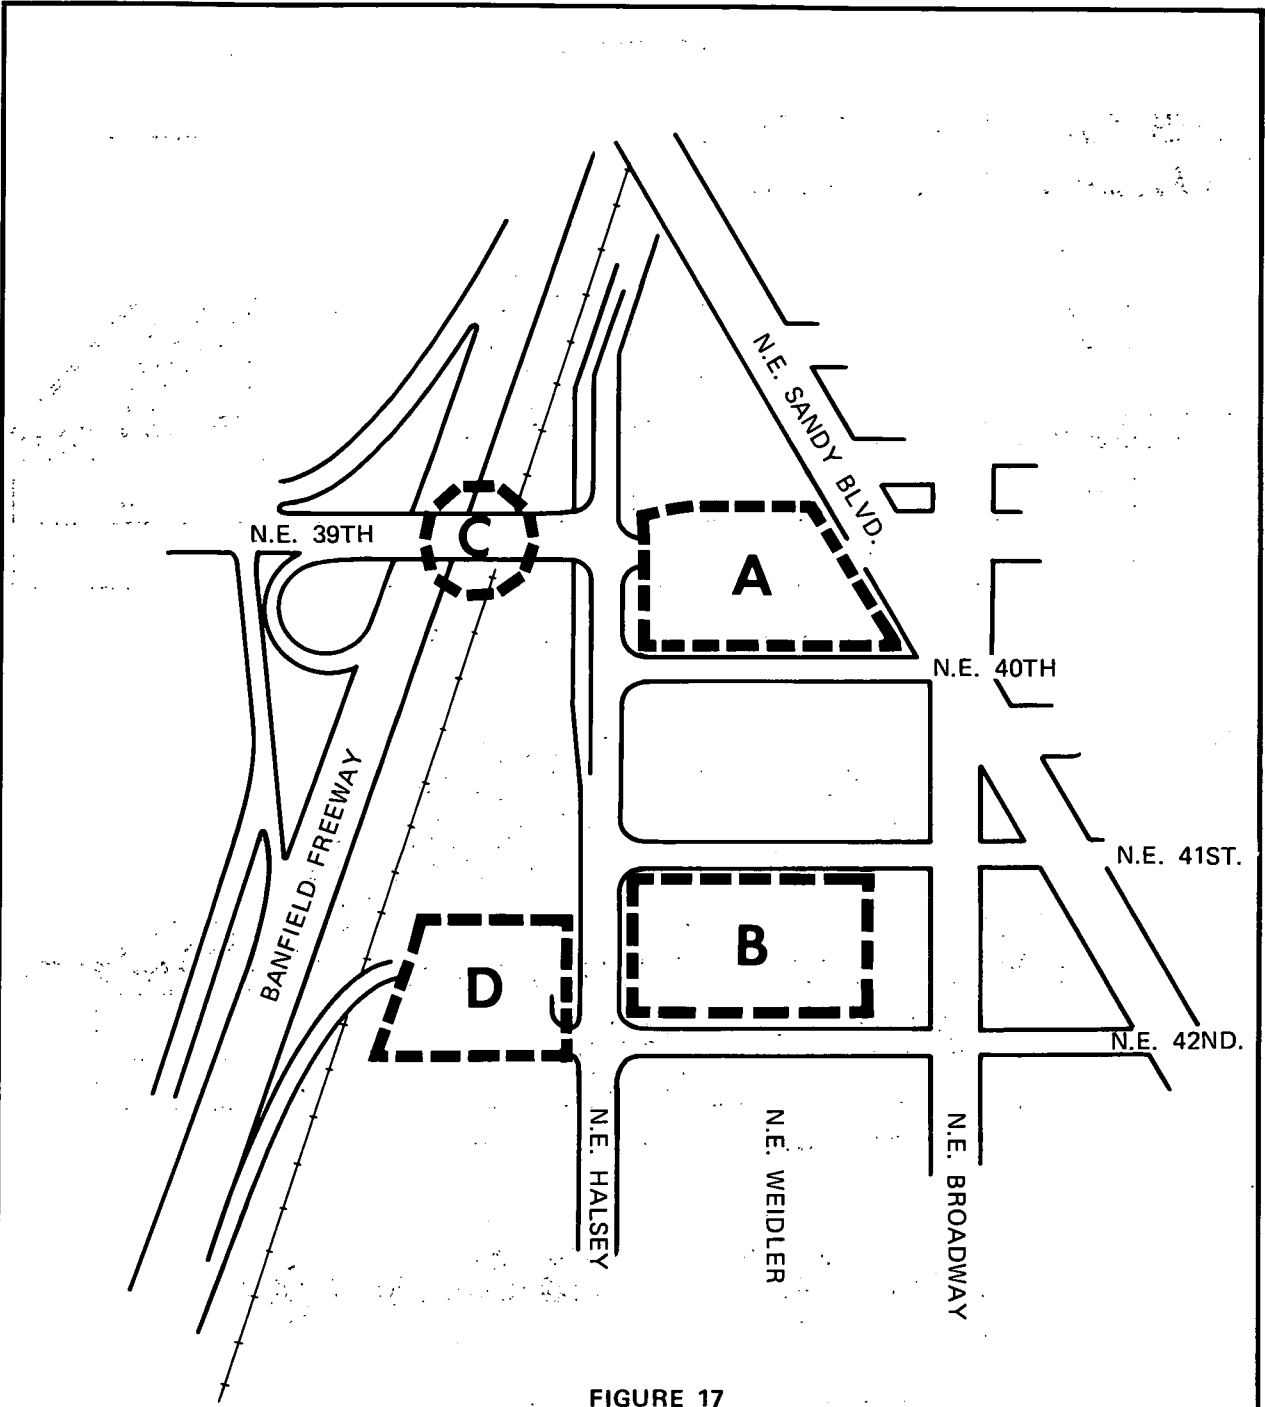 N.E. SANDY BLVD.
N.E. 39TH
C
A
N.E. 40TH
BANFIELD FREEWAY
N.E. 41ST.
B
D
N.E. 42ND.
N.E. HALSEY
N.E. WEIDLER
N.E. BROADWAY
FIGURE 17